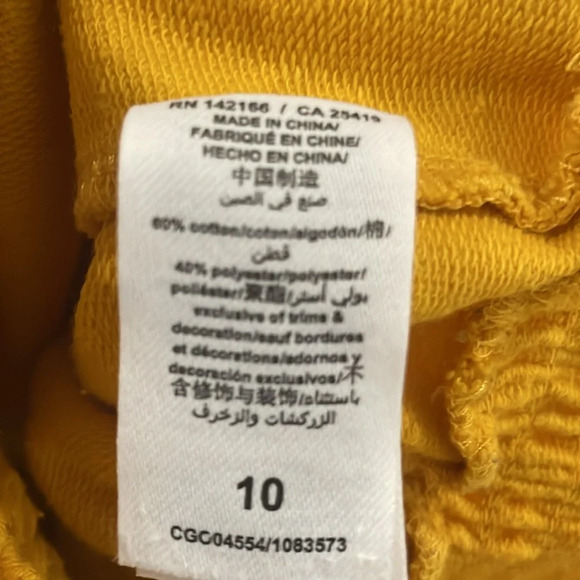 RN 142166 / CA 25419
MADE IN CHINA/
FABRIQUÉ EN CHINE/
HECHO EN CHINA/
中国制造
صنع في الصين
60% cotton/coton/algodón/棉/
قطن
40% polyester/polyester/
poliéster/聚酯/بولي أستر
exclusive of trims &
decoration/sauf bordures
et décorations/adornos y
decoración exclusivos/不
含修饰与装饰/باستثناء
الزركشات والزخرف
10
CGC04554/1083573